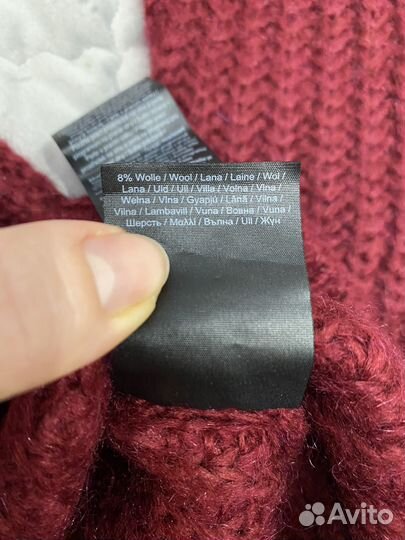 8% Wolle / Wool / Lana / Laine / Wol /
Lana / Uld / Ull / Villa / Volna / Vlna /
Wełna / Vlna / Gyapjú / Lână / Vilna /
Vilna / Lambavill / Vuna / Вовна / Vuna /
Шерсть / Μαλλί / Вълна / Ull / Жүн
Avito